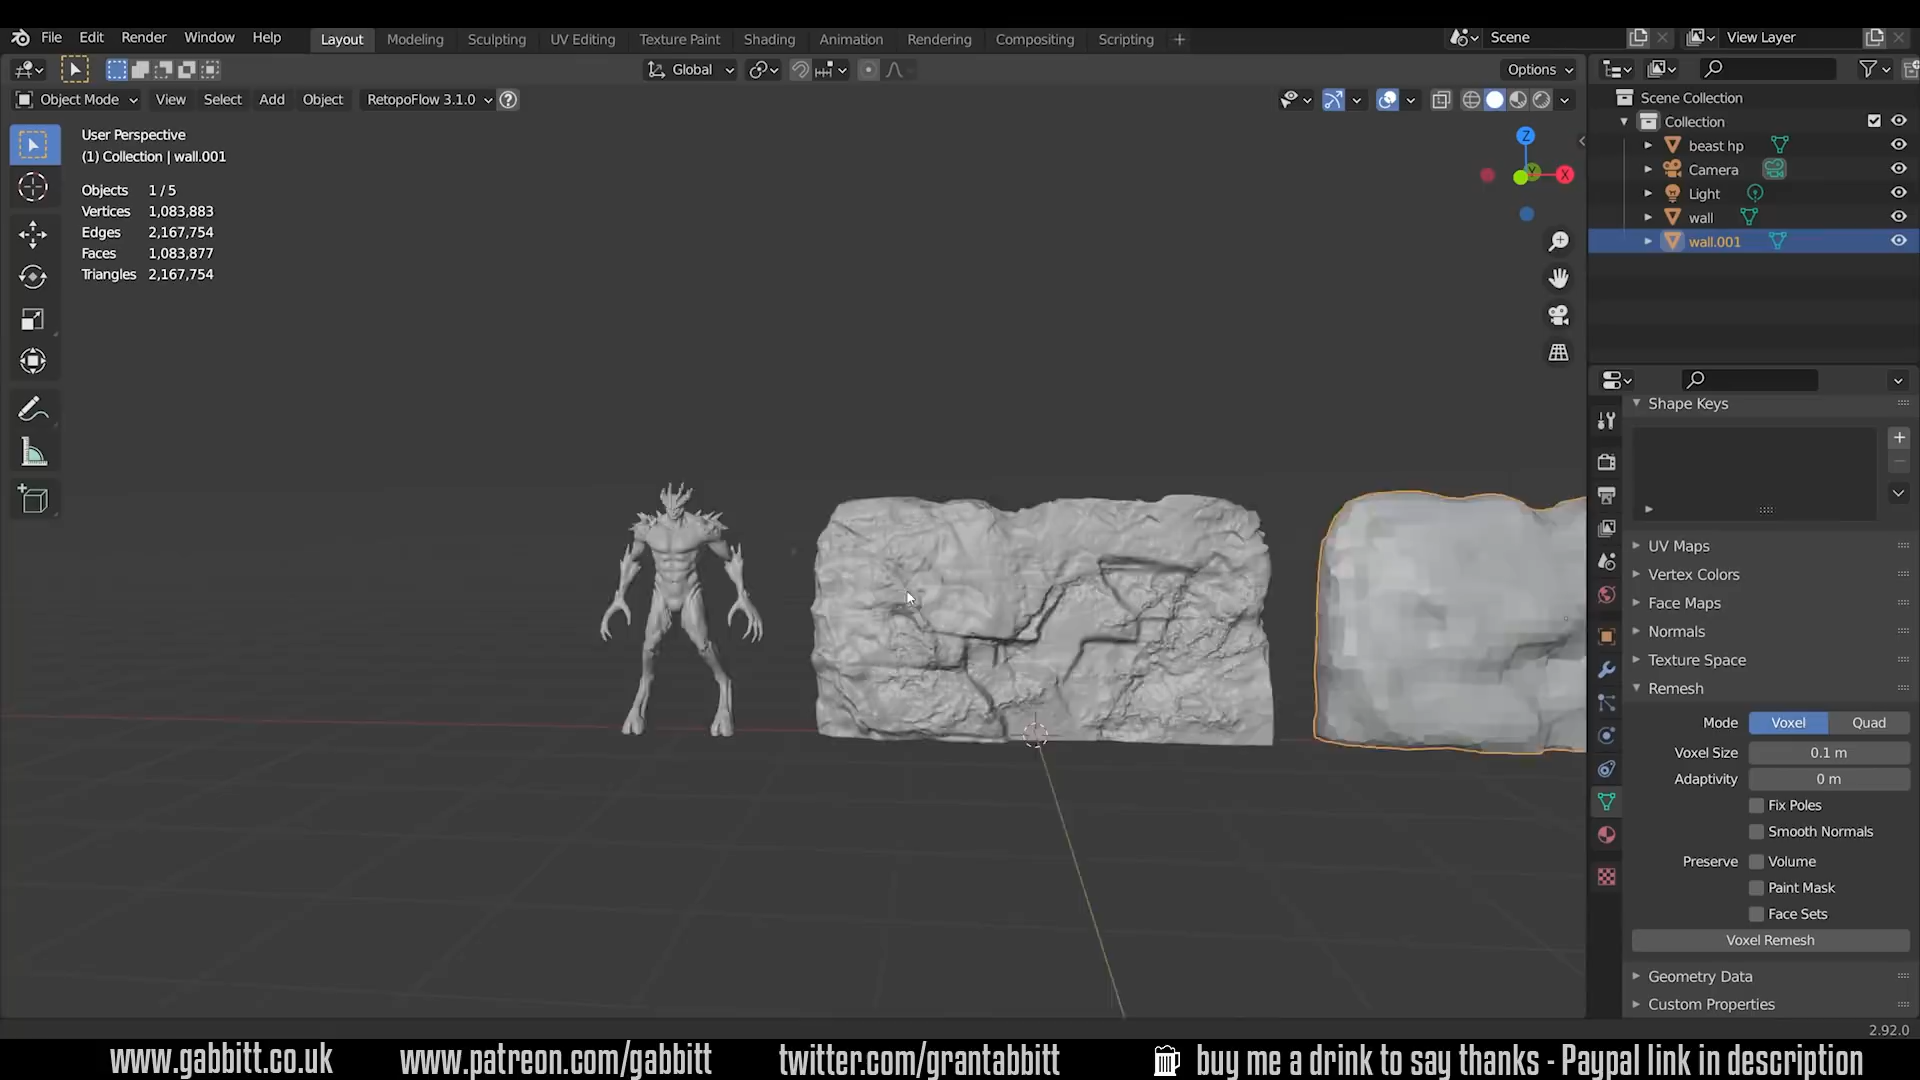 File Edit Render Window Help Layout Modeling Sculpting UV Editing Texture Paint Shading Animation Rendering Compositing Scripting + Scene View Layer
Global Options
Object Mode View Select Add Object RetopoFlow 3.1.0
User Perspective
(1) Collection | wall.001
Objects 1 / 5
Vertices 1,083,883
Edges 2,167,754
Faces 1,083,877
Triangles 2,167,754
Z
Y
X
Scene Collection
Collection
beast hp
Camera
Light
wall
wall.001
Shape Keys
UV Maps
Vertex Colors
Face Maps
Normals
Texture Space
Remesh
Mode Voxel Quad
Voxel Size 0.1 m
Adaptivity 0 m
Fix Poles
Smooth Normals
Preserve Volume
Paint Mask
Face Sets
Voxel Remesh
Geometry Data
Custom Properties
2.92.0
www.gabbitt.co.uk www.patreon.com/gabbitt twitter.com/grantabbitt buy me a drink to say thanks - Paypal link in description